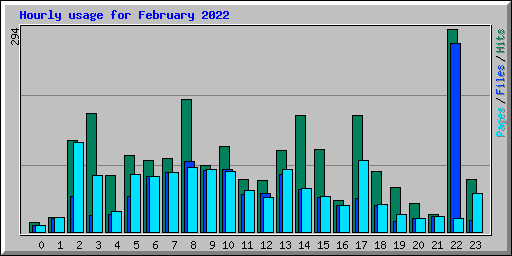 Hourly usage for February 2022
294
Pages / Files / Hits
0 1 2 3 4 5 6 7 8 9 10 11 12 13 14 15 16 17 18 19 20 21 22 23